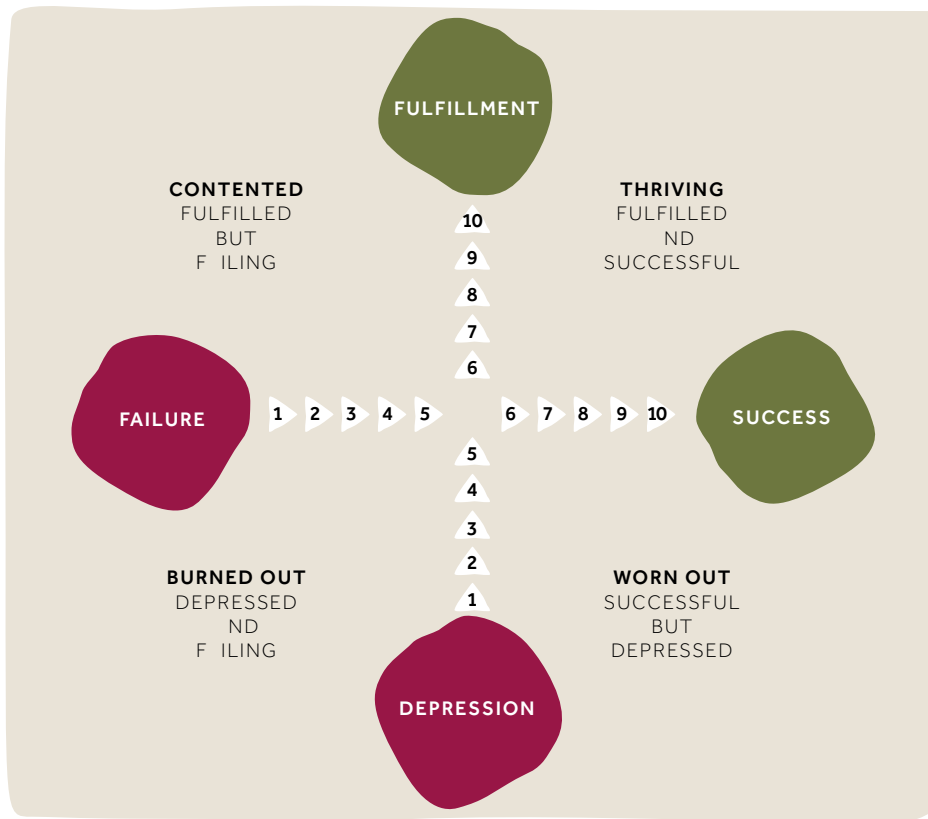 FULFILLMENT
CONTENTED
FULFILLED
BUT
F ILING
THRIVING
FULFILLED
ND
SUCCESSFUL
10
9
8
7
6
FAILURE
1 2 3 4 5
6 7 8 9 10
SUCCESS
5
4
3
2
1
BURNED OUT
DEPRESSED
ND
F ILING
WORN OUT
SUCCESSFUL
BUT
DEPRESSED
DEPRESSION